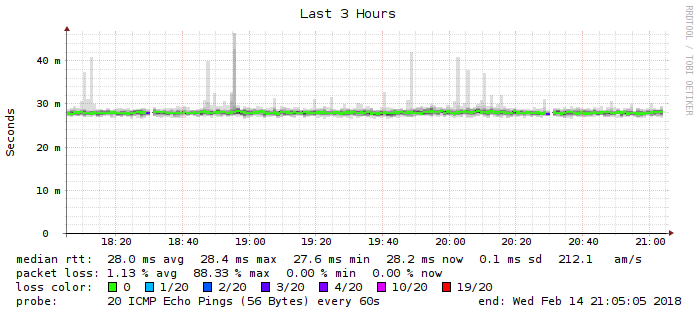 Last 3 Hours
RRDTOOL / TOBI OETIKER
Seconds
40 m
30 m
20 m
10 m
0
18:20 18:40 19:00 19:20 19:40 20:00 20:20 20:40 21:00
median rtt: 28.0 ms avg 28.4 ms max 27.6 ms min 28.2 ms now 0.1 ms sd 212.1 am/s
packet loss: 1.13 % avg 88.33 % max 0.00 % min 0.00 % now
loss color: 0 1/20 2/20 3/20 4/20 10/20 19/20
probe: 20 ICMP Echo Pings (56 Bytes) every 60s end: Wed Feb 14 21:05:05 2018